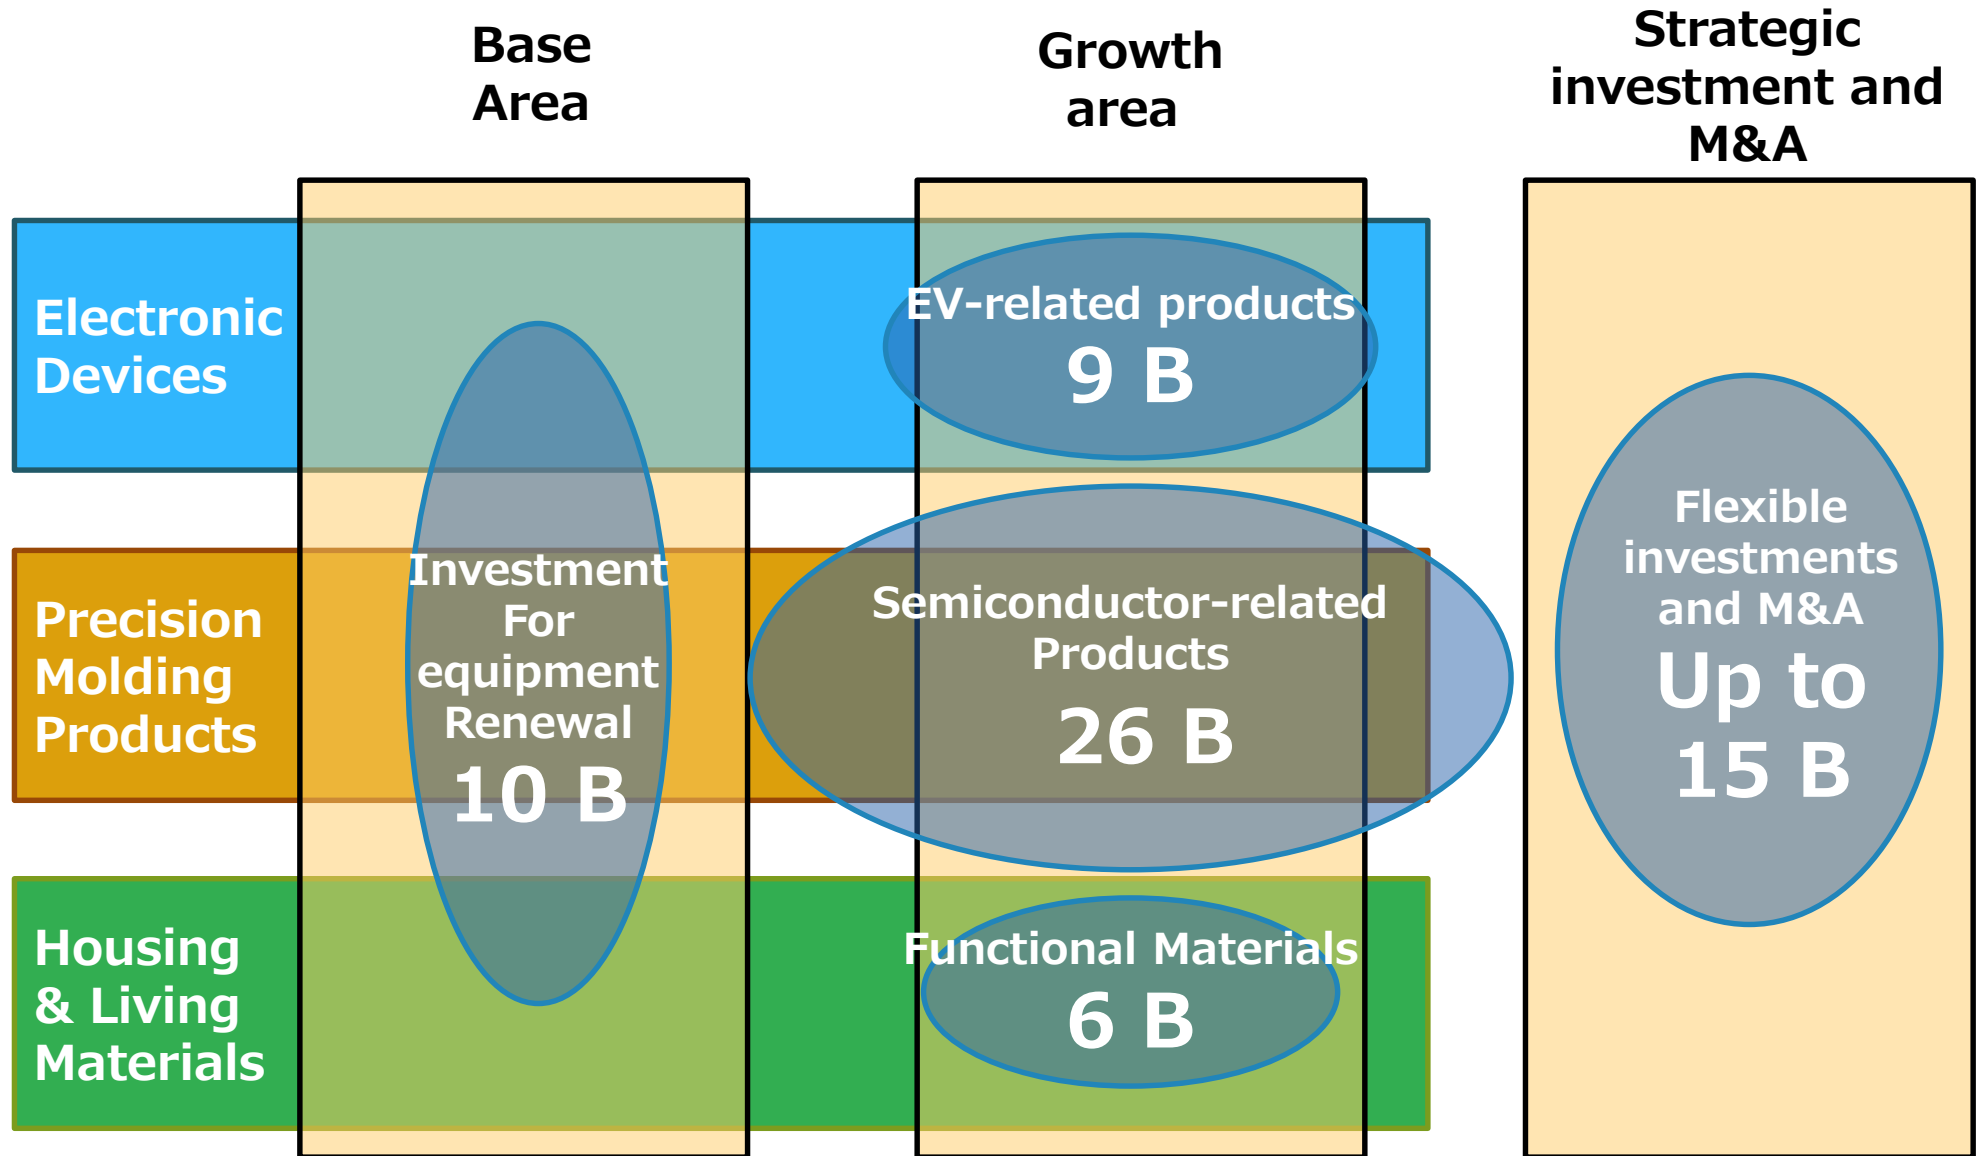 Base
Area
Growth
area
Strategic
investment and
M&A
Electronic
Devices
EV-related products
9 B
Precision
Molding
Products
Investment
For
equipment
Renewal
10 B
Semiconductor-related
Products
26 B
Flexible
investments
and M&A
Up to
15 B
Housing
& Living
Materials
Functional Materials
6 B